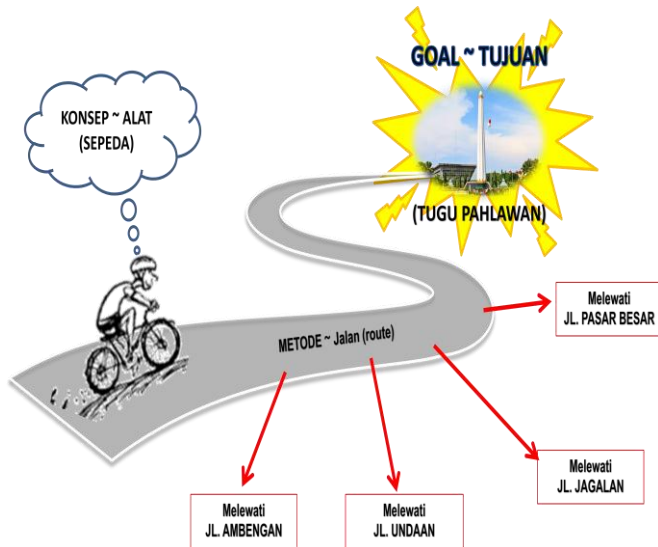 GOAL ~ TUJUAN
KONSEP ~ ALAT
(SEPEDA)
(TUGU PAHLAWAN)
Melewati
JL. PASAR BESAR
METODE ~ Jalan (route)
Melewati
JL. JAGALAN
Melewati
JL. AMBENGAN
Melewati
JL. UNDAAN